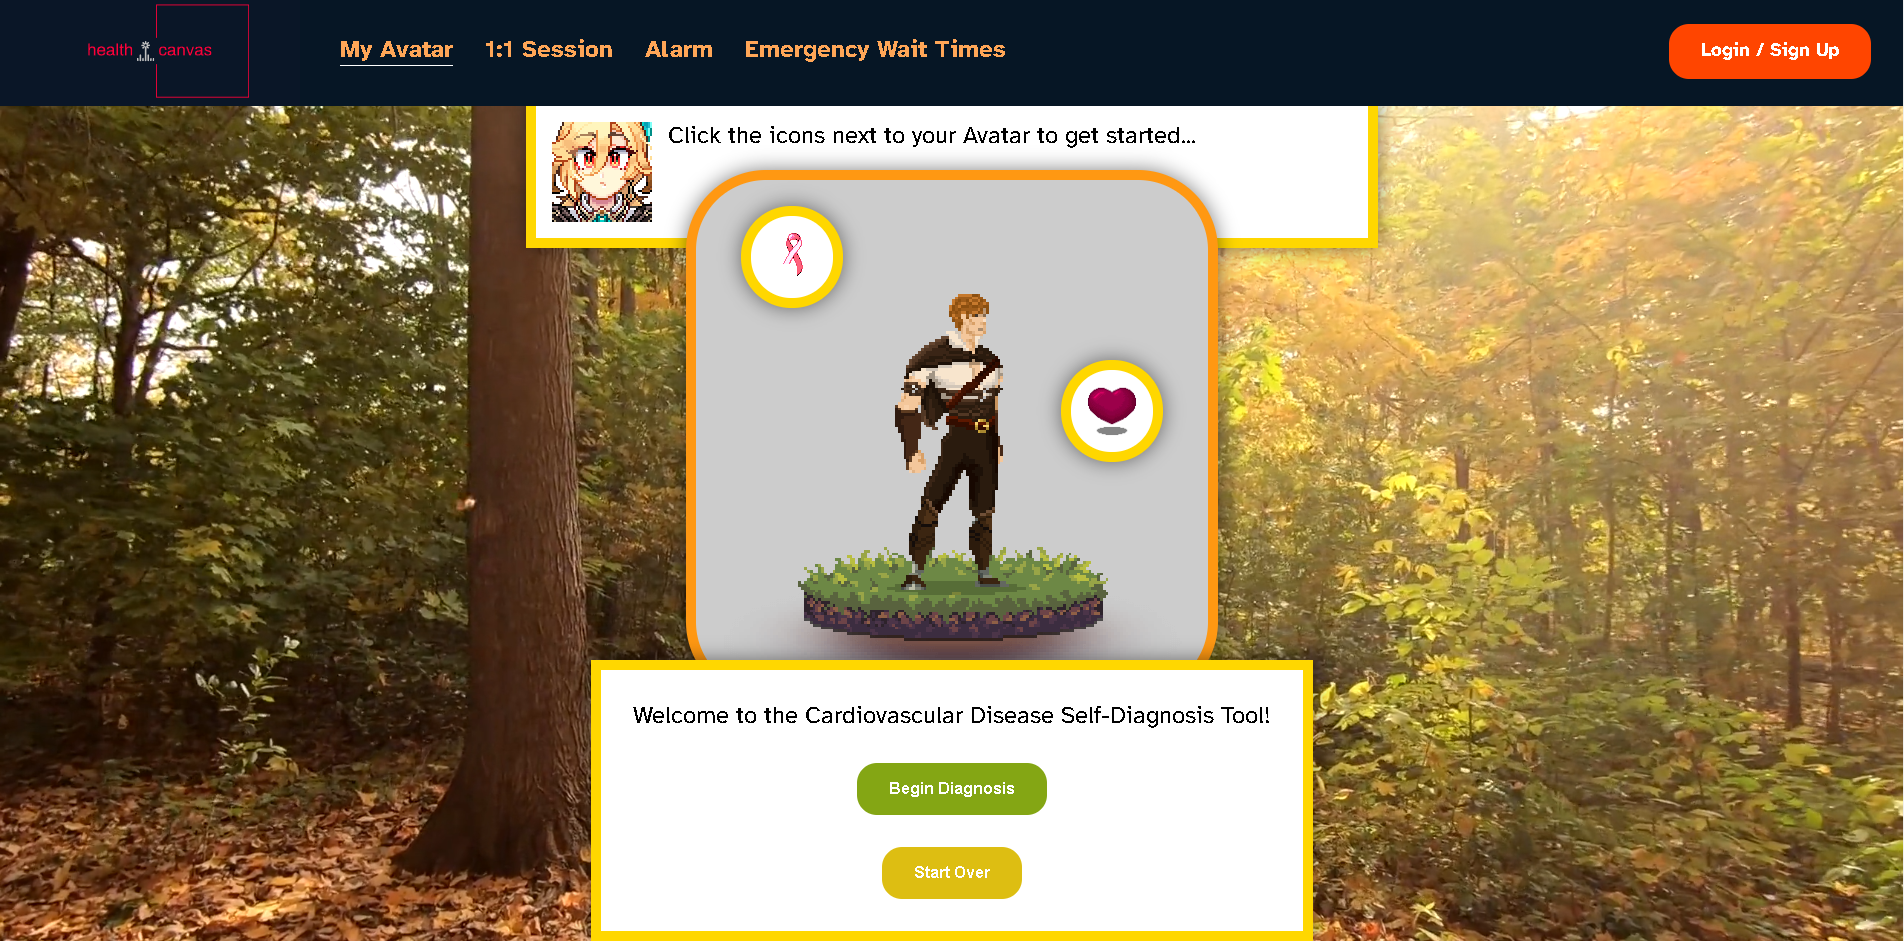 health canvas
My Avatar
1:1 Session
Alarm
Emergency Wait Times
Login / Sign Up
Click the icons next to your Avatar to get started...
Welcome to the Cardiovascular Disease Self-Diagnosis Tool!
Begin Diagnosis
Start Over